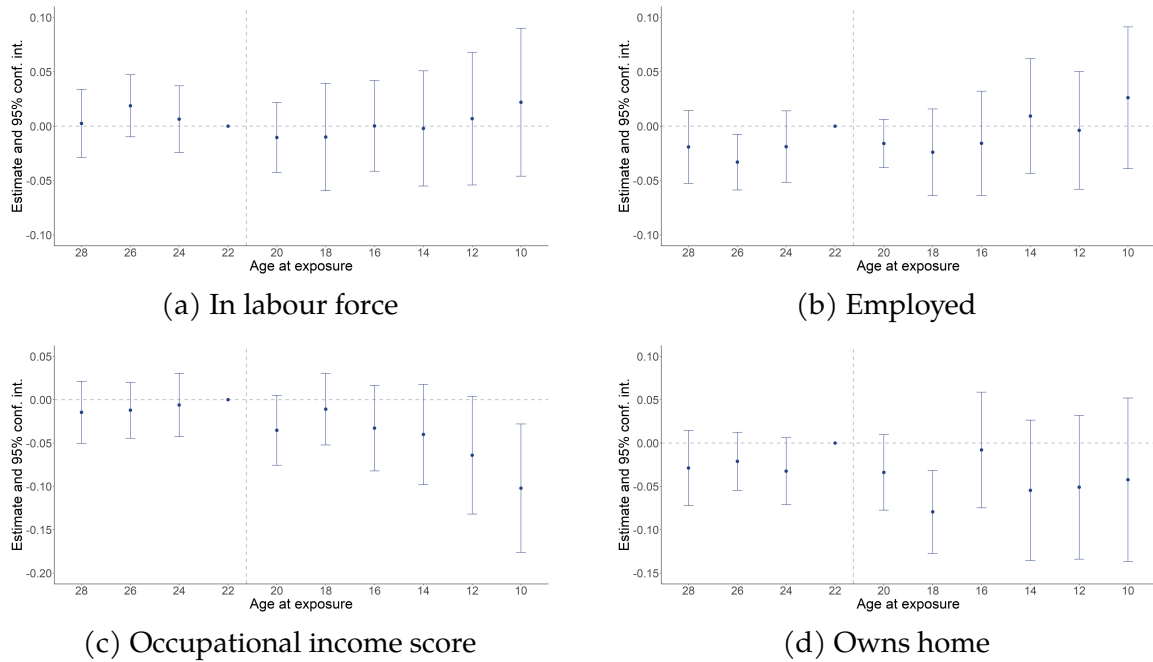 0.10
0.05
0.00
-0.05
-0.10
Estimate and 95% conf. int.
28 26 24 22 20 18 16 14 12 10
Age at exposure
(a) In labour force
0.10
0.05
0.00
-0.05
-0.10
Estimate and 95% conf. int.
28 26 24 22 20 18 16 14 12 10
Age at exposure
(b) Employed
0.05
0.00
-0.05
-0.10
-0.15
-0.20
Estimate and 95% conf. int.
28 26 24 22 20 18 16 14 12 10
Age at exposure
(c) Occupational income score
0.10
0.05
0.00
-0.05
-0.10
-0.15
Estimate and 95% conf. int.
28 26 24 22 20 18 16 14 12 10
Age at exposure
(d) Owns home